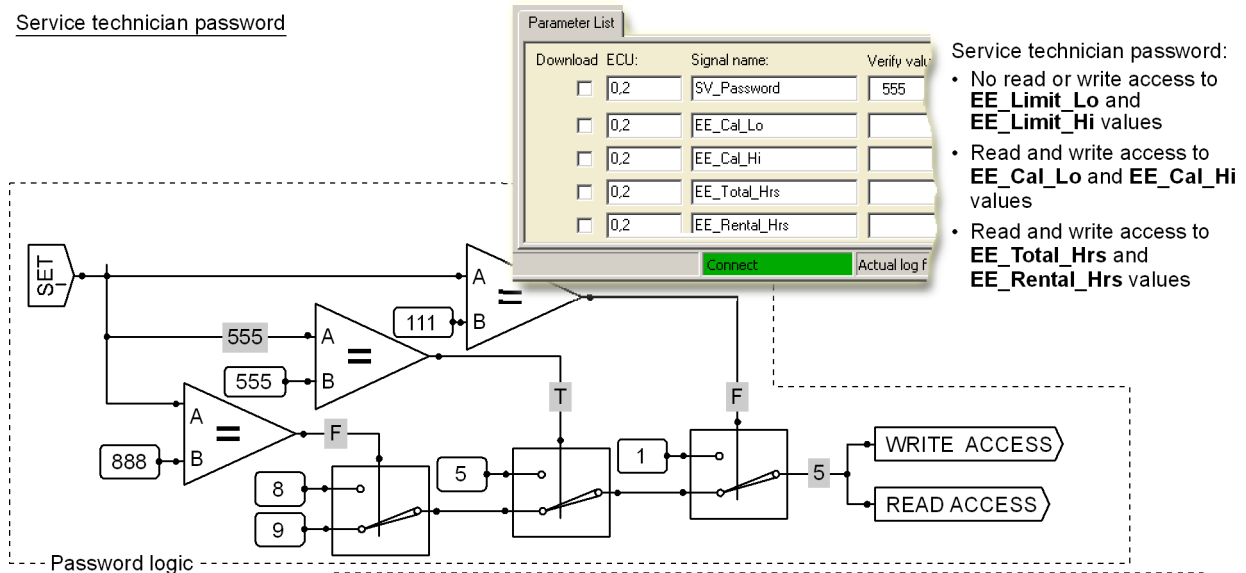 Service technician password
Parameter List
Download ECU: Signal name: Verify valu
0,2 SV_Password 555
0,2 EE_Cal_Lo
0,2 EE_Cal_Hi
0,2 EE_Total_Hrs
0,2 EE_Rental_Hrs
Connect Actual log f
Service technician password:
• No read or write access to
EE_Limit_Lo and
EE_Limit_Hi values
• Read and write access to
EE_Cal_Lo and EE_Cal_Hi
values
• Read and write access to
EE_Total_Hrs and
EE_Rental_Hrs values
SET
I
A
=
111 B
555 A
=
555 B
T F
A
=
F
888 B
1
5
8
9
5
WRITE ACCESS
READ ACCESS
Password logic